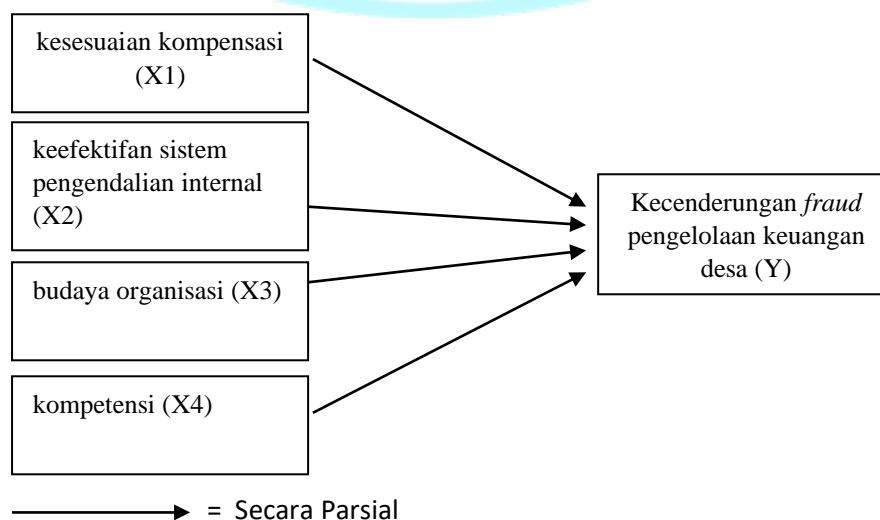 kesesuaian kompensasi
(X1)
keefektifan sistem
pengendalian internal
(X2)
budaya organisasi (X3)
kompetensi (X4)
Kecenderungan fraud
pengelolaan keuangan
desa (Y)
= Secara Parsial